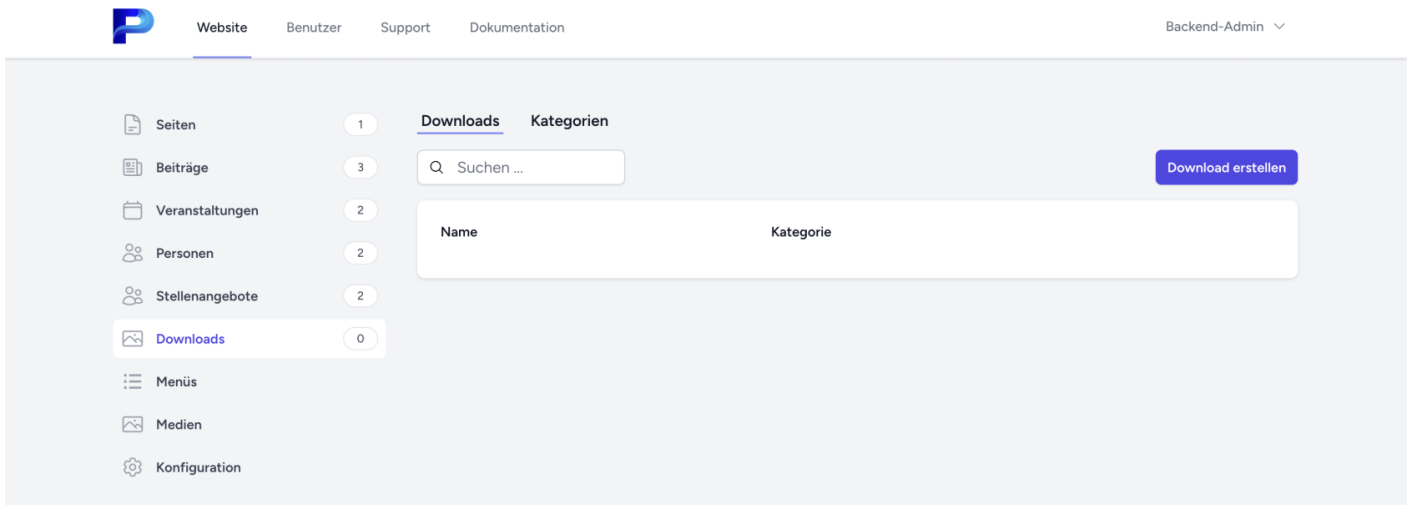 Website Benutzer Support Dokumentation Backend-Admin
Seiten 1
Beiträge 3
Veranstaltungen 2
Personen 2
Stellenangebote 2
Downloads 0
Menüs
Medien
Konfiguration
Downloads Kategorien
Suchen ... Download erstellen
Name Kategorie